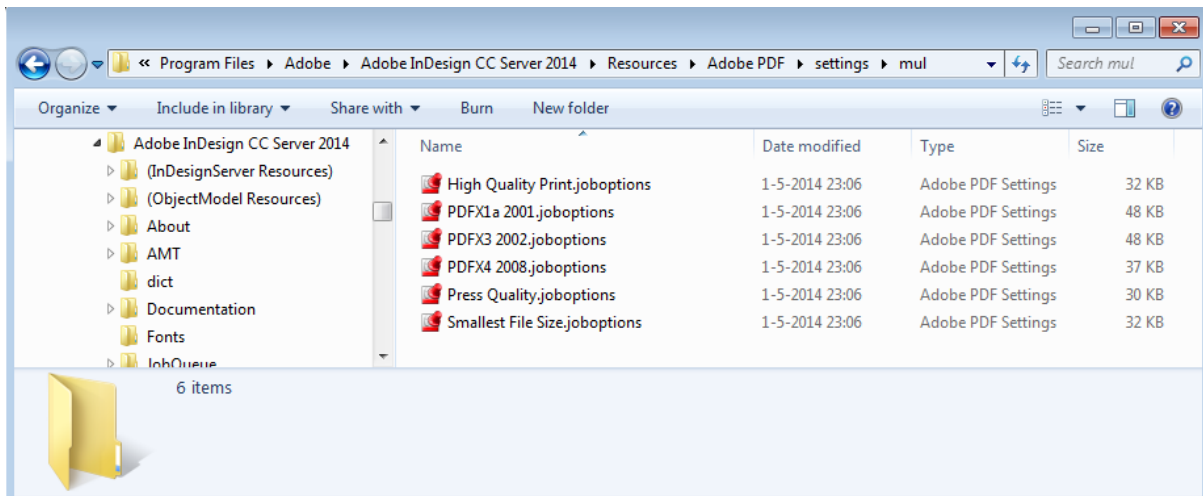 « Program Files Adobe Adobe InDesign CC Server 2014 Resources Adobe PDF settings mul Search mul
Organize Include in library Share with Burn New folder
Adobe InDesign CC Server 2014
(InDesignServer Resources)
(ObjectModel Resources)
About
AMT
dict
Documentation
Fonts
JobQueue
Name Date modified Type Size
High Quality Print.joboptions 1-5-2014 23:06 Adobe PDF Settings 32 KB
PDFX1a 2001.joboptions 1-5-2014 23:06 Adobe PDF Settings 48 KB
PDFX3 2002.joboptions 1-5-2014 23:06 Adobe PDF Settings 48 KB
PDFX4 2008.joboptions 1-5-2014 23:06 Adobe PDF Settings 37 KB
Press Quality.joboptions 1-5-2014 23:06 Adobe PDF Settings 30 KB
Smallest File Size.joboptions 1-5-2014 23:06 Adobe PDF Settings 32 KB
6 items